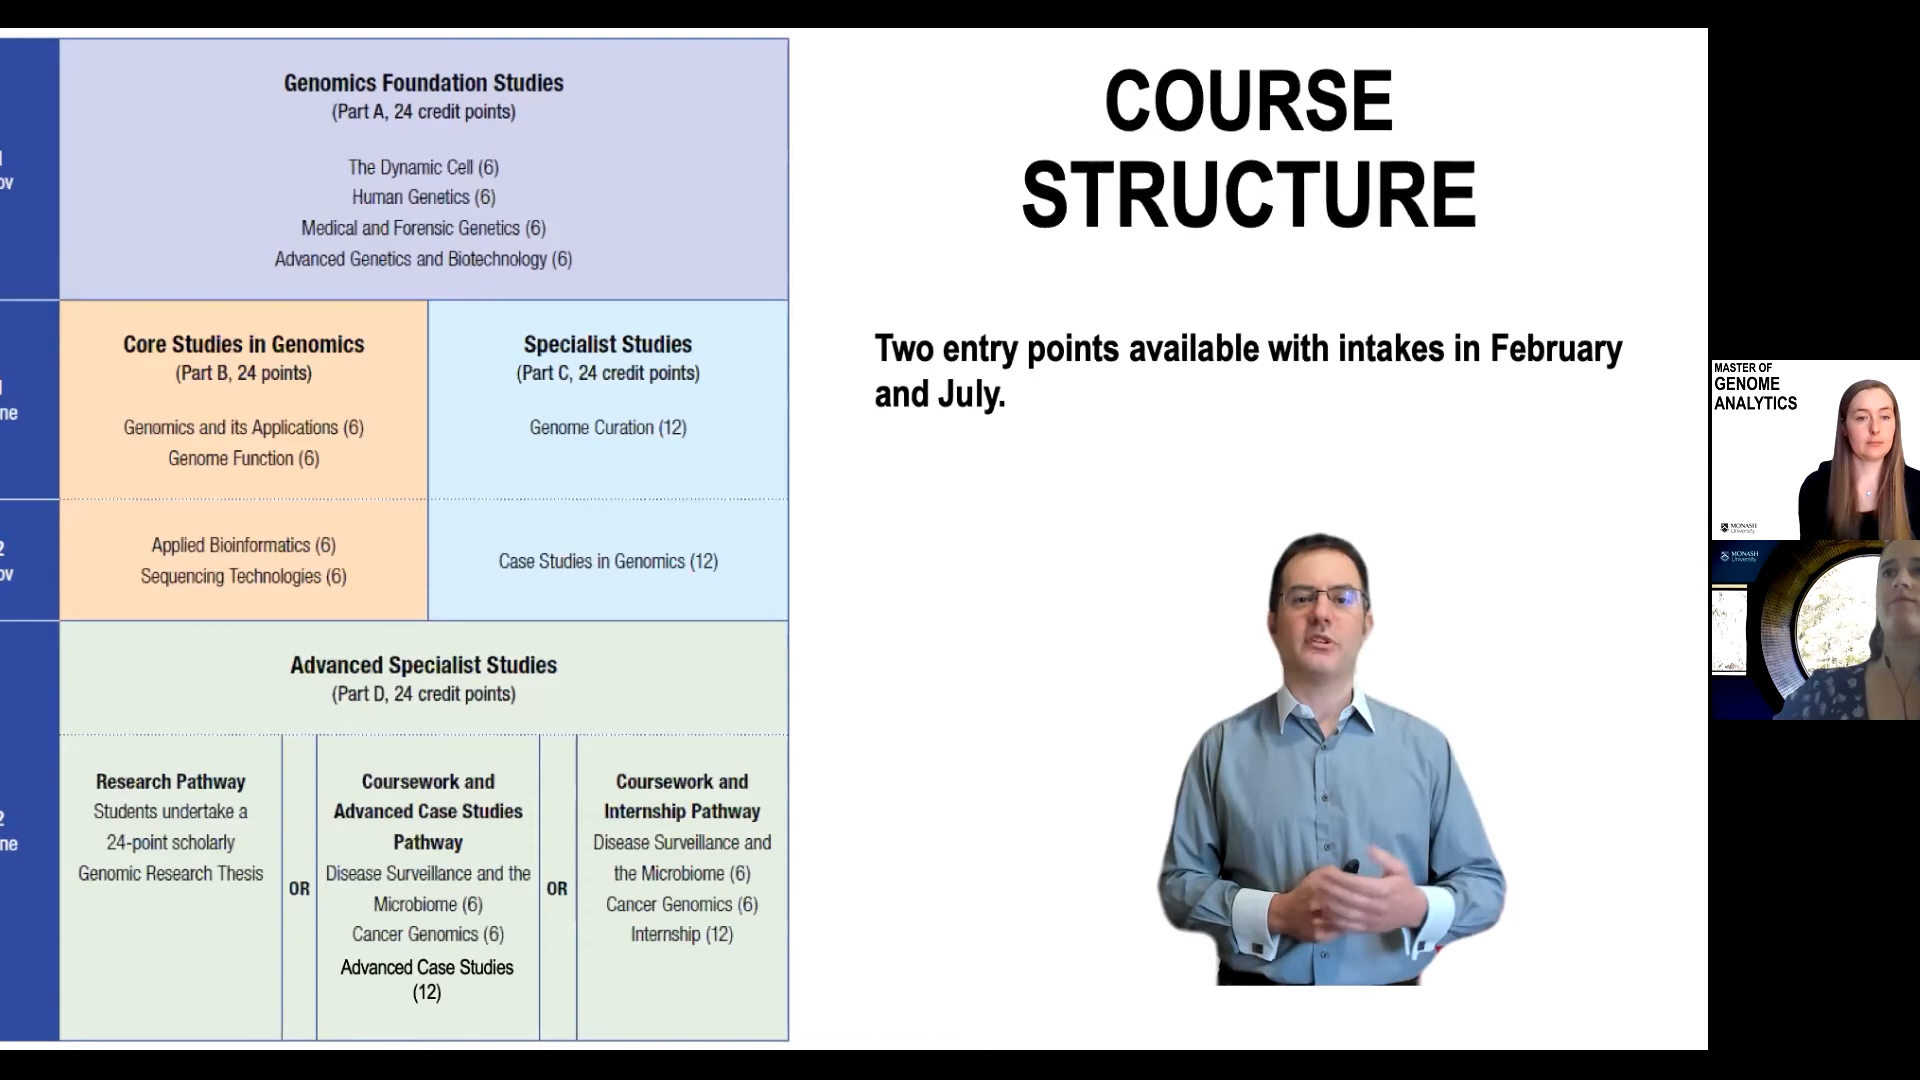 Genomics Foundation Studies
(Part A, 24 credit points)
The Dynamic Cell (6)
Human Genetics (6)
Medical and Forensic Genetics (6)
Advanced Genetics and Biotechnology (6)
Core Studies in Genomics
(Part B, 24 points)
Genomics and its Applications (6)
Genome Function (6)
Specialist Studies
(Part C, 24 credit points)
Genome Curation (12)
Applied Bioinformatics (6)
Sequencing Technologies (6)
Case Studies in Genomics (12)
Advanced Specialist Studies
(Part D, 24 credit points)
Research Pathway
Students undertake a
24-point scholarly
Genomic Research Thesis
OR
Coursework and
Advanced Case Studies
Pathway
Disease Surveillance and the
Microbiome (6)
Cancer Genomics (6)
Advanced Case Studies
(12)
OR
Coursework and
Internship Pathway
Disease Surveillance and
the Microbiome (6)
Cancer Genomics (6)
Internship (12)
COURSE
STRUCTURE
Two entry points available with intakes in February
and July.
MASTER OF
GENOME
ANALYTICS
MONASH
University
MONASH
University